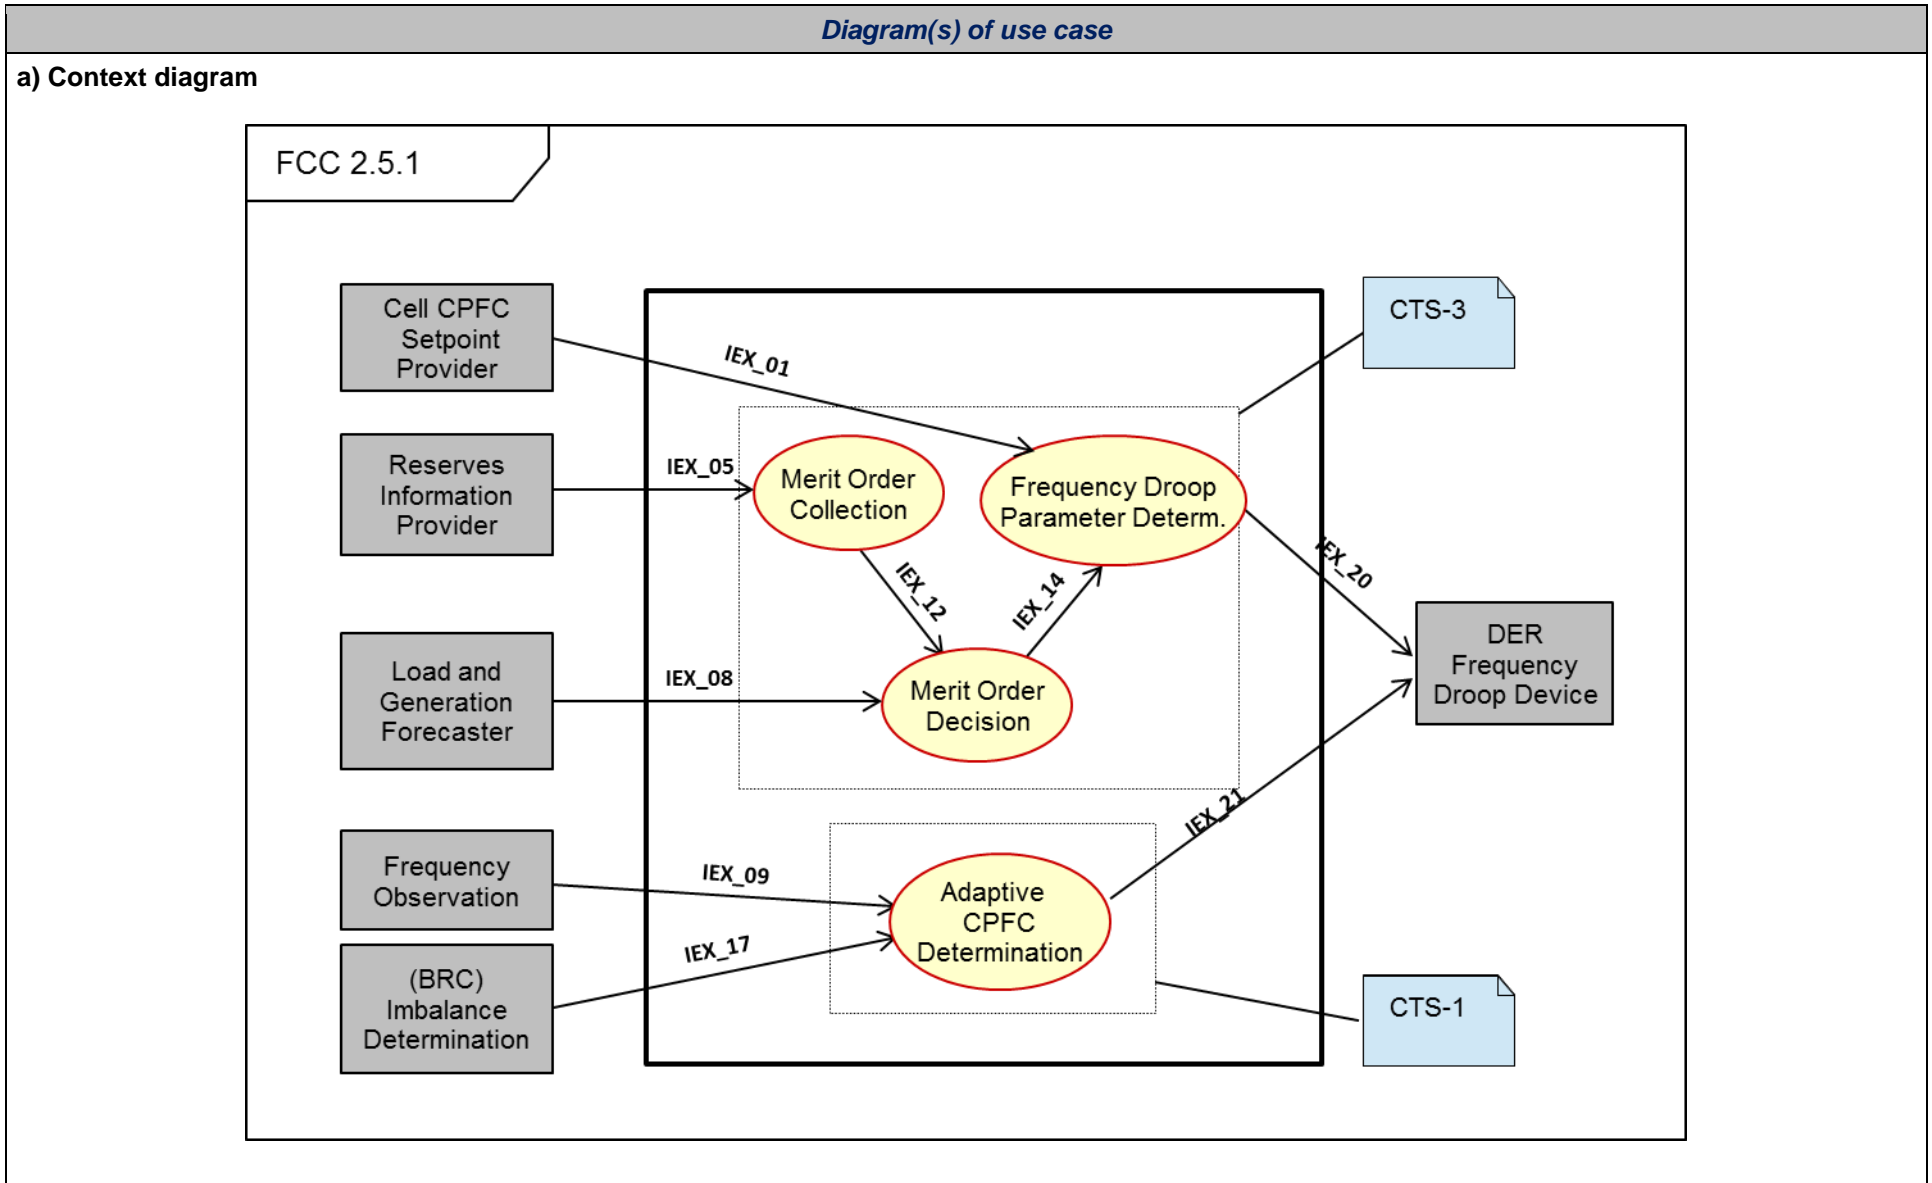 Diagram(s) of use case
a) Context diagram
FCC 2.5.1
Cell CPFC
Setpoint
Provider
IEX_01
CTS-3
Reserves
Information
Provider
IEX_05
Merit Order
Collection
Frequency Droop
Parameter Determ.
IEX_12
IEX_14
IEX_20
Load and
Generation
Forecaster
IEX_08
Merit Order
Decision
DER
Frequency
Droop Device
IEX_21
Frequency
Observation
IEX_09
Adaptive
CPFC
Determination
(BRC)
Imbalance
Determination
IEX_17
CTS-1